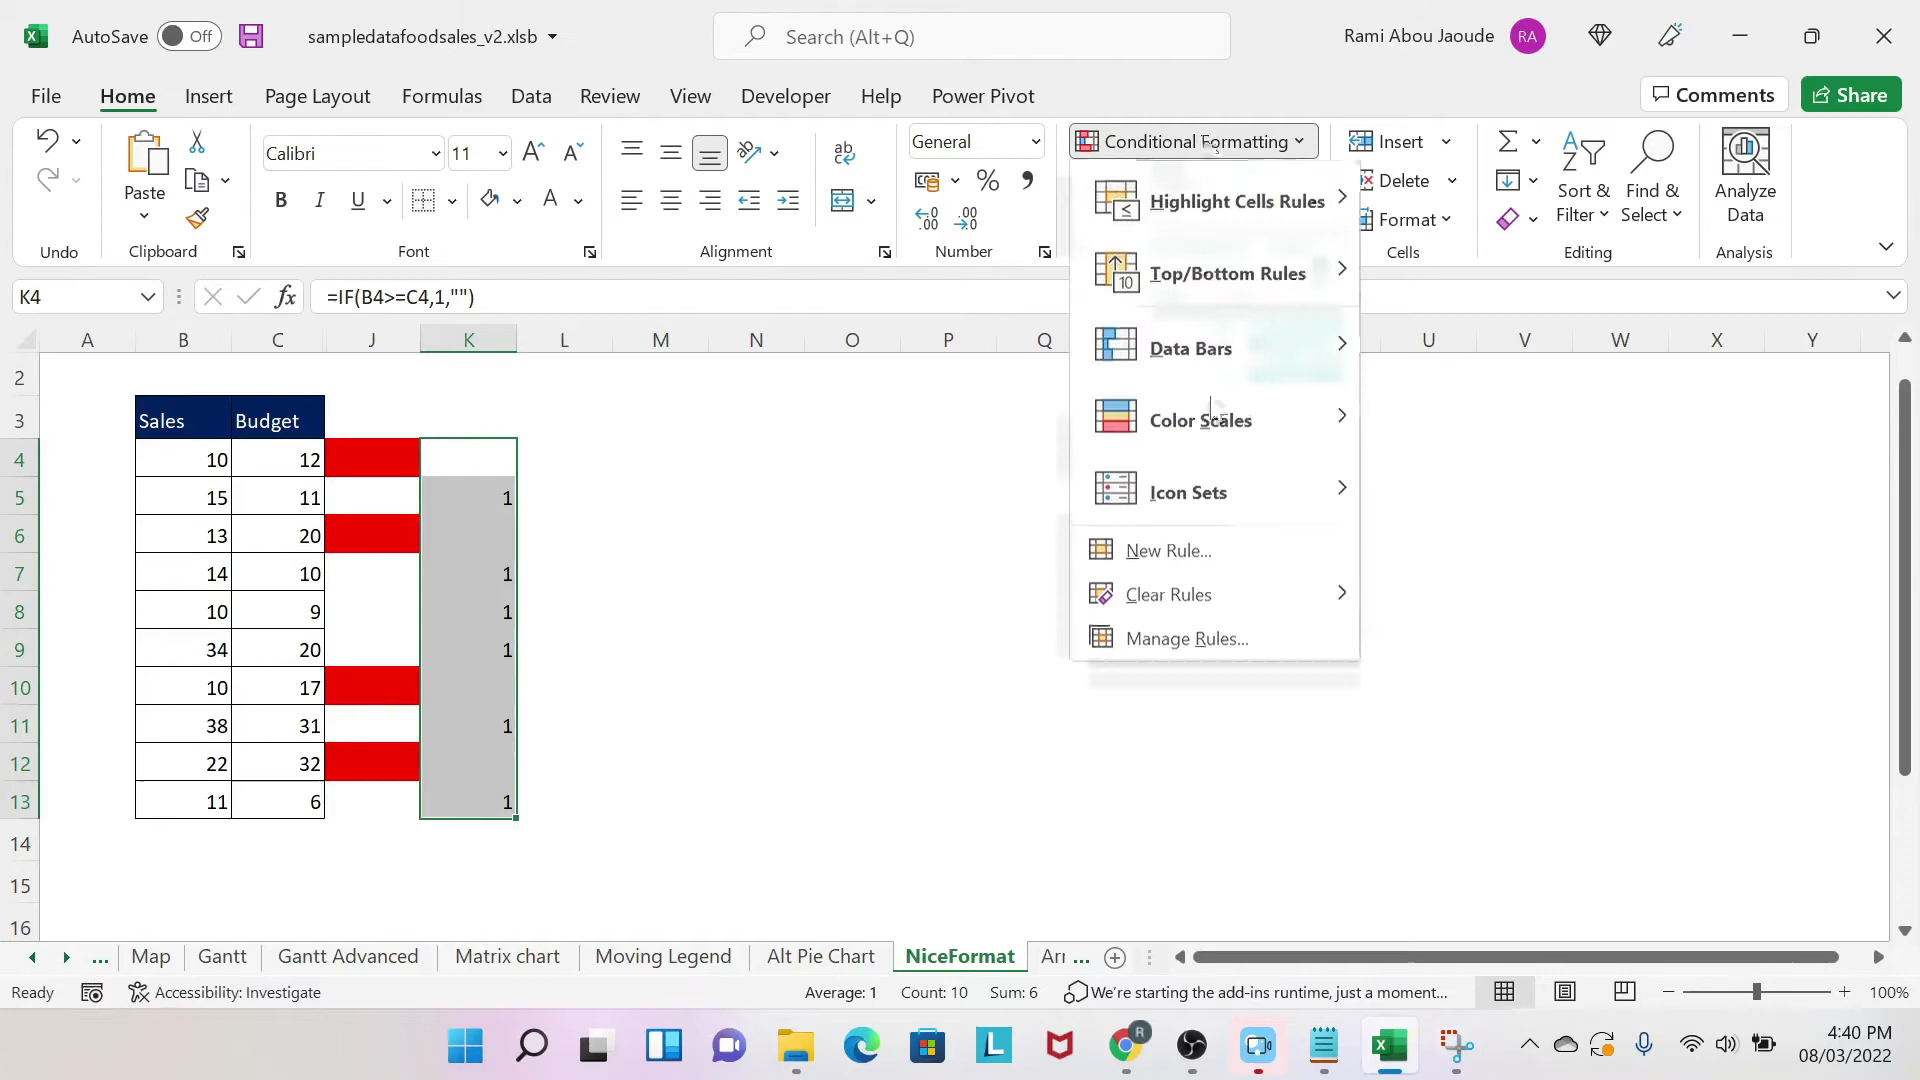 AutoSave Off sampledatafoodsales_v2.xlsb Search (Alt+Q) Rami Abou Jaoude RA
File Home Insert Page Layout Formulas Data Review View Developer Help Power Pivot Comments Share
Paste Calibri 11 ab General Conditional Formatting Insert Delete Format Sort & Filter Find & Select Analyze Data
B I U A
Undo Clipboard Font Alignment Number Cells Editing Analysis
Highlight Cells Rules
Top/Bottom Rules
Data Bars
Color Scales
Icon Sets
New Rule...
Clear Rules
Manage Rules...
K4 fx =IF(B4>=C4,1,"")
A B C J K L M N O P Q U V W X Y
2
3 Sales Budget
4 10 12
5 15 11 1
6 13 20
7 14 10 1
8 10 9 1
9 34 20 1
10 10 17
11 38 31 1
12 22 32
13 11 6 1
14
15
16
... Map Gantt Gantt Advanced Matrix chart Moving Legend Alt Pie Chart NiceFormat Arr ...
Ready Accessibility: Investigate Average: 1 Count: 10 Sum: 6 We're starting the add-ins runtime, just a moment... 100%
L R 4:40 PM
08/03/2022